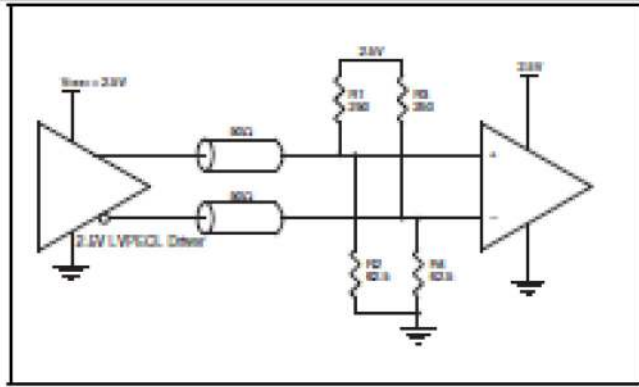 = 2.5V
2.5V
2.5V
R1
250
R3
250
50Ω
50Ω
+
–
2.5V LVPECL Driver
R2
62.5
R4
62.5